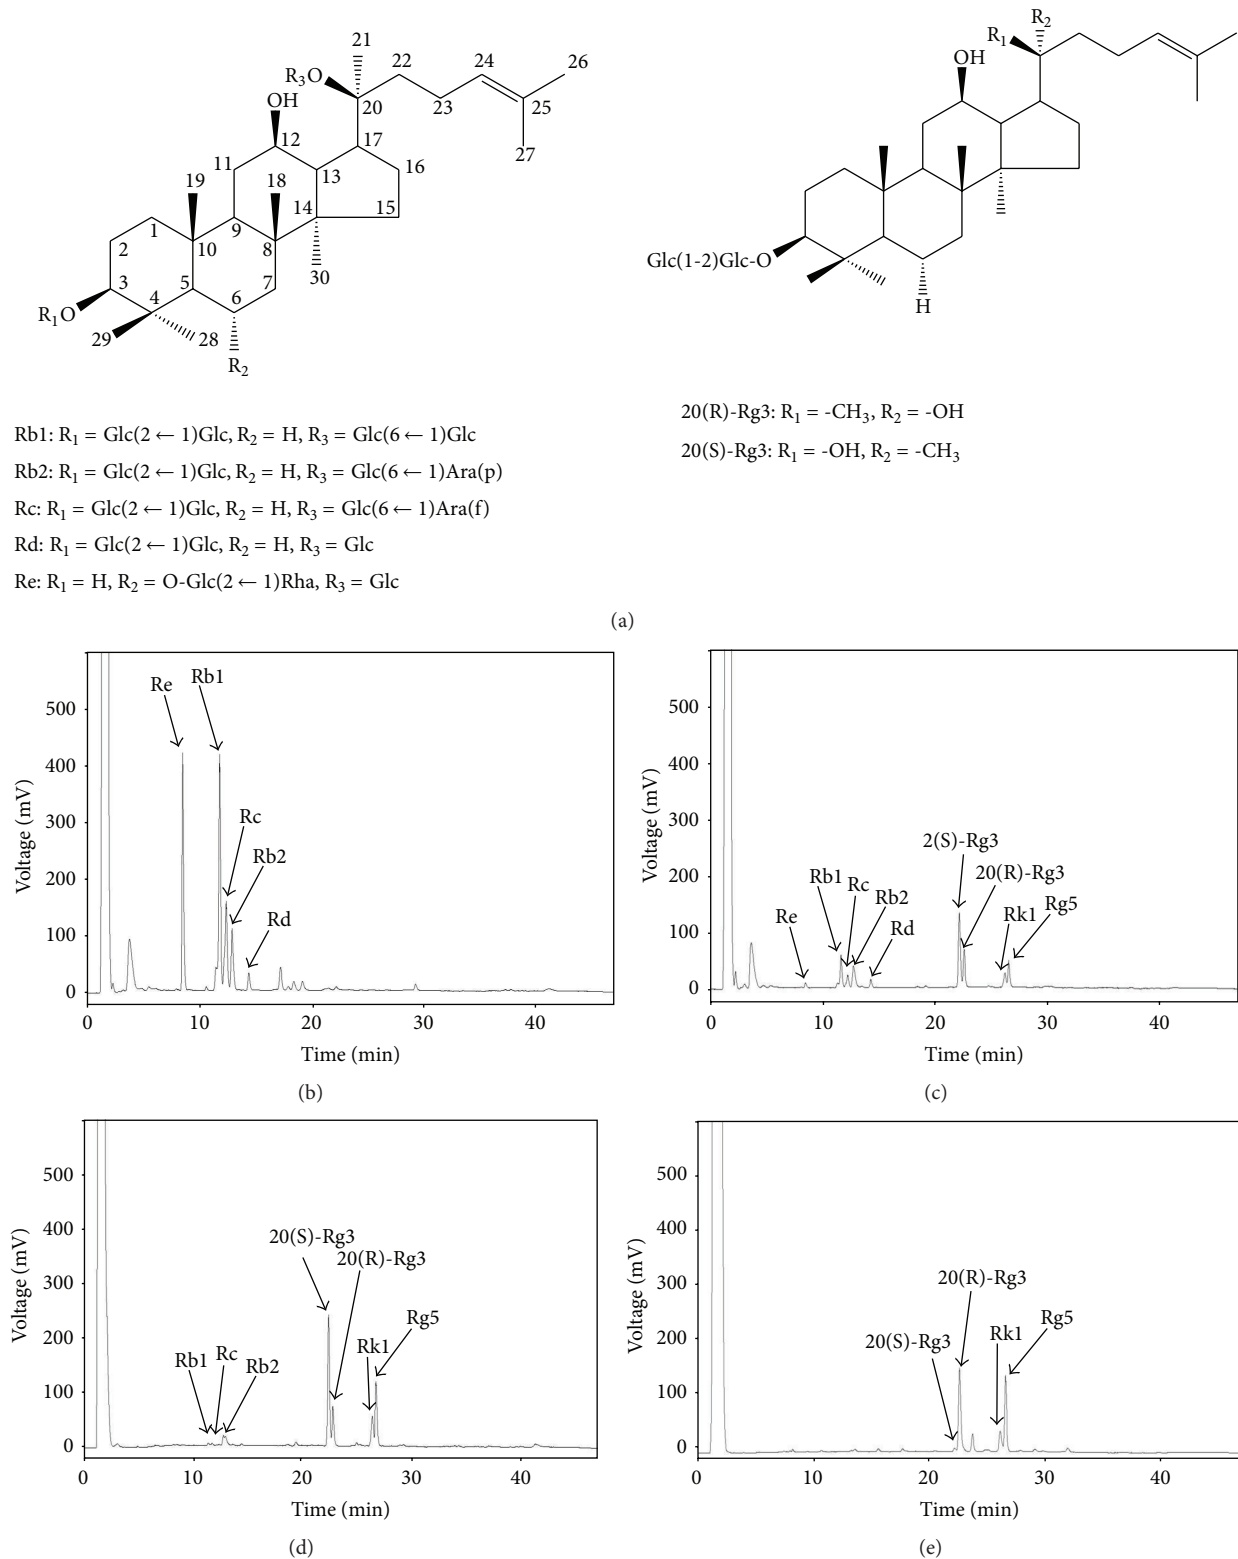 21
22
24
26
R3O
20
23
25
27
OH
12
17
11
13
16
19
18
14
15
1
9
2
10
8
30
3
5
7
4
6
R1O
29
28
R2
R1
R2
OH
Glc(1-2)Glc-O
H
Rb1: R1 = Glc(2 ← 1)Glc, R2 = H, R3 = Glc(6 ← 1)Glc
Rb2: R1 = Glc(2 ← 1)Glc, R2 = H, R3 = Glc(6 ← 1)Ara(p)
Rc: R1 = Glc(2 ← 1)Glc, R2 = H, R3 = Glc(6 ← 1)Ara(f)
Rd: R1 = Glc(2 ← 1)Glc, R2 = H, R3 = Glc
Re: R1 = H, R2 = O-Glc(2 ← 1)Rha, R3 = Glc
20(R)-Rg3: R1 = -CH3, R2 = -OH
20(S)-Rg3: R1 = -OH, R2 = -CH3
(a)
500
400
300
200
100
0
Voltage (mV)
Re
Rb1
Rc
Rb2
Rd
0 10 20 30 40
Time (min)
(b)
500
400
300
200
100
0
Voltage (mV)
Re
Rb1
Rc
Rb2
Rd
2(S)-Rg3
20(R)-Rg3
Rk1
Rg5
0 10 20 30 40
Time (min)
(c)
500
400
300
200
100
0
Voltage (mV)
Rb1
Rc
Rb2
20(S)-Rg3
20(R)-Rg3
Rk1
Rg5
0 10 20 30 40
Time (min)
(d)
500
400
300
200
100
0
Voltage (mV)
20(S)-Rg3
20(R)-Rg3
Rk1
Rg5
0 10 20 30 40
Time (min)
(e)